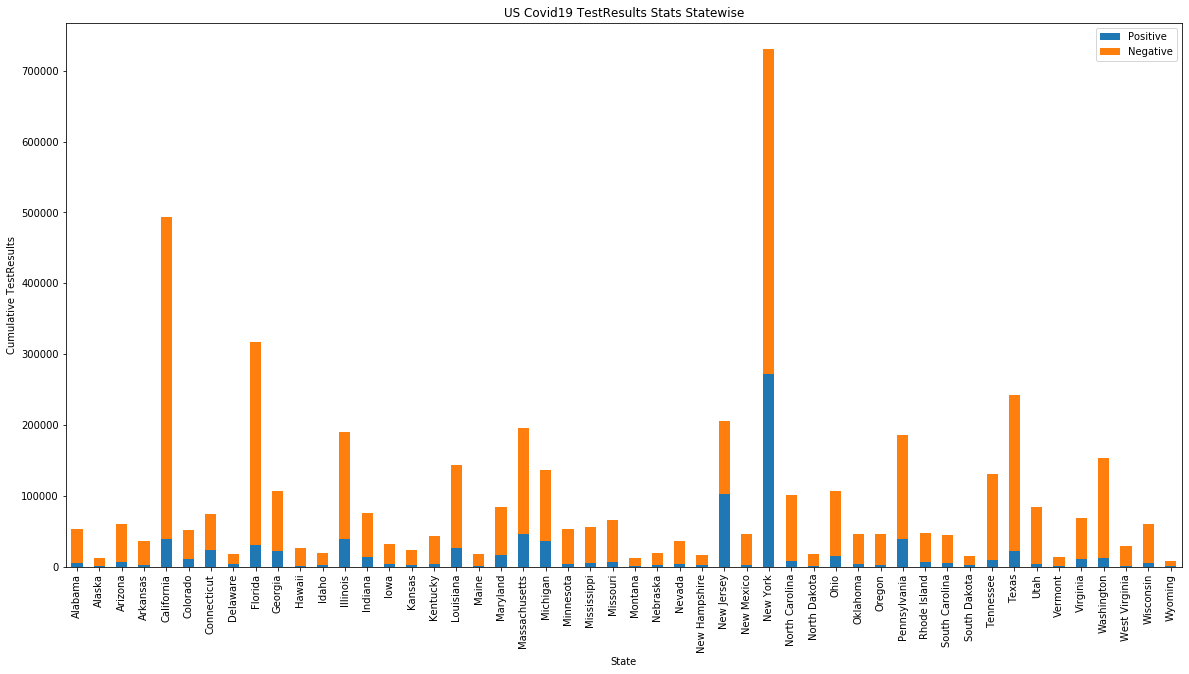 US Covid19 TestResults Stats Statewise
Positive
Negative
700000
600000
500000
400000
300000
200000
100000
0
Cumulative TestResults
Alabama
Alaska
Arizona
Arkansas
California
Colorado
Connecticut
Delaware
Florida
Georgia
Hawaii
Idaho
Illinois
Indiana
Iowa
Kansas
Kentucky
Louisiana
Maine
Maryland
Massachusetts
Michigan
Minnesota
Mississippi
Missouri
Montana
Nebraska
Nevada
New Hampshire
New Jersey
New Mexico
New York
North Carolina
North Dakota
Ohio
Oklahoma
Oregon
Pennsylvania
Rhode Island
South Carolina
South Dakota
Tennessee
Texas
Utah
Vermont
Virginia
Washington
West Virginia
Wisconsin
Wyoming
State